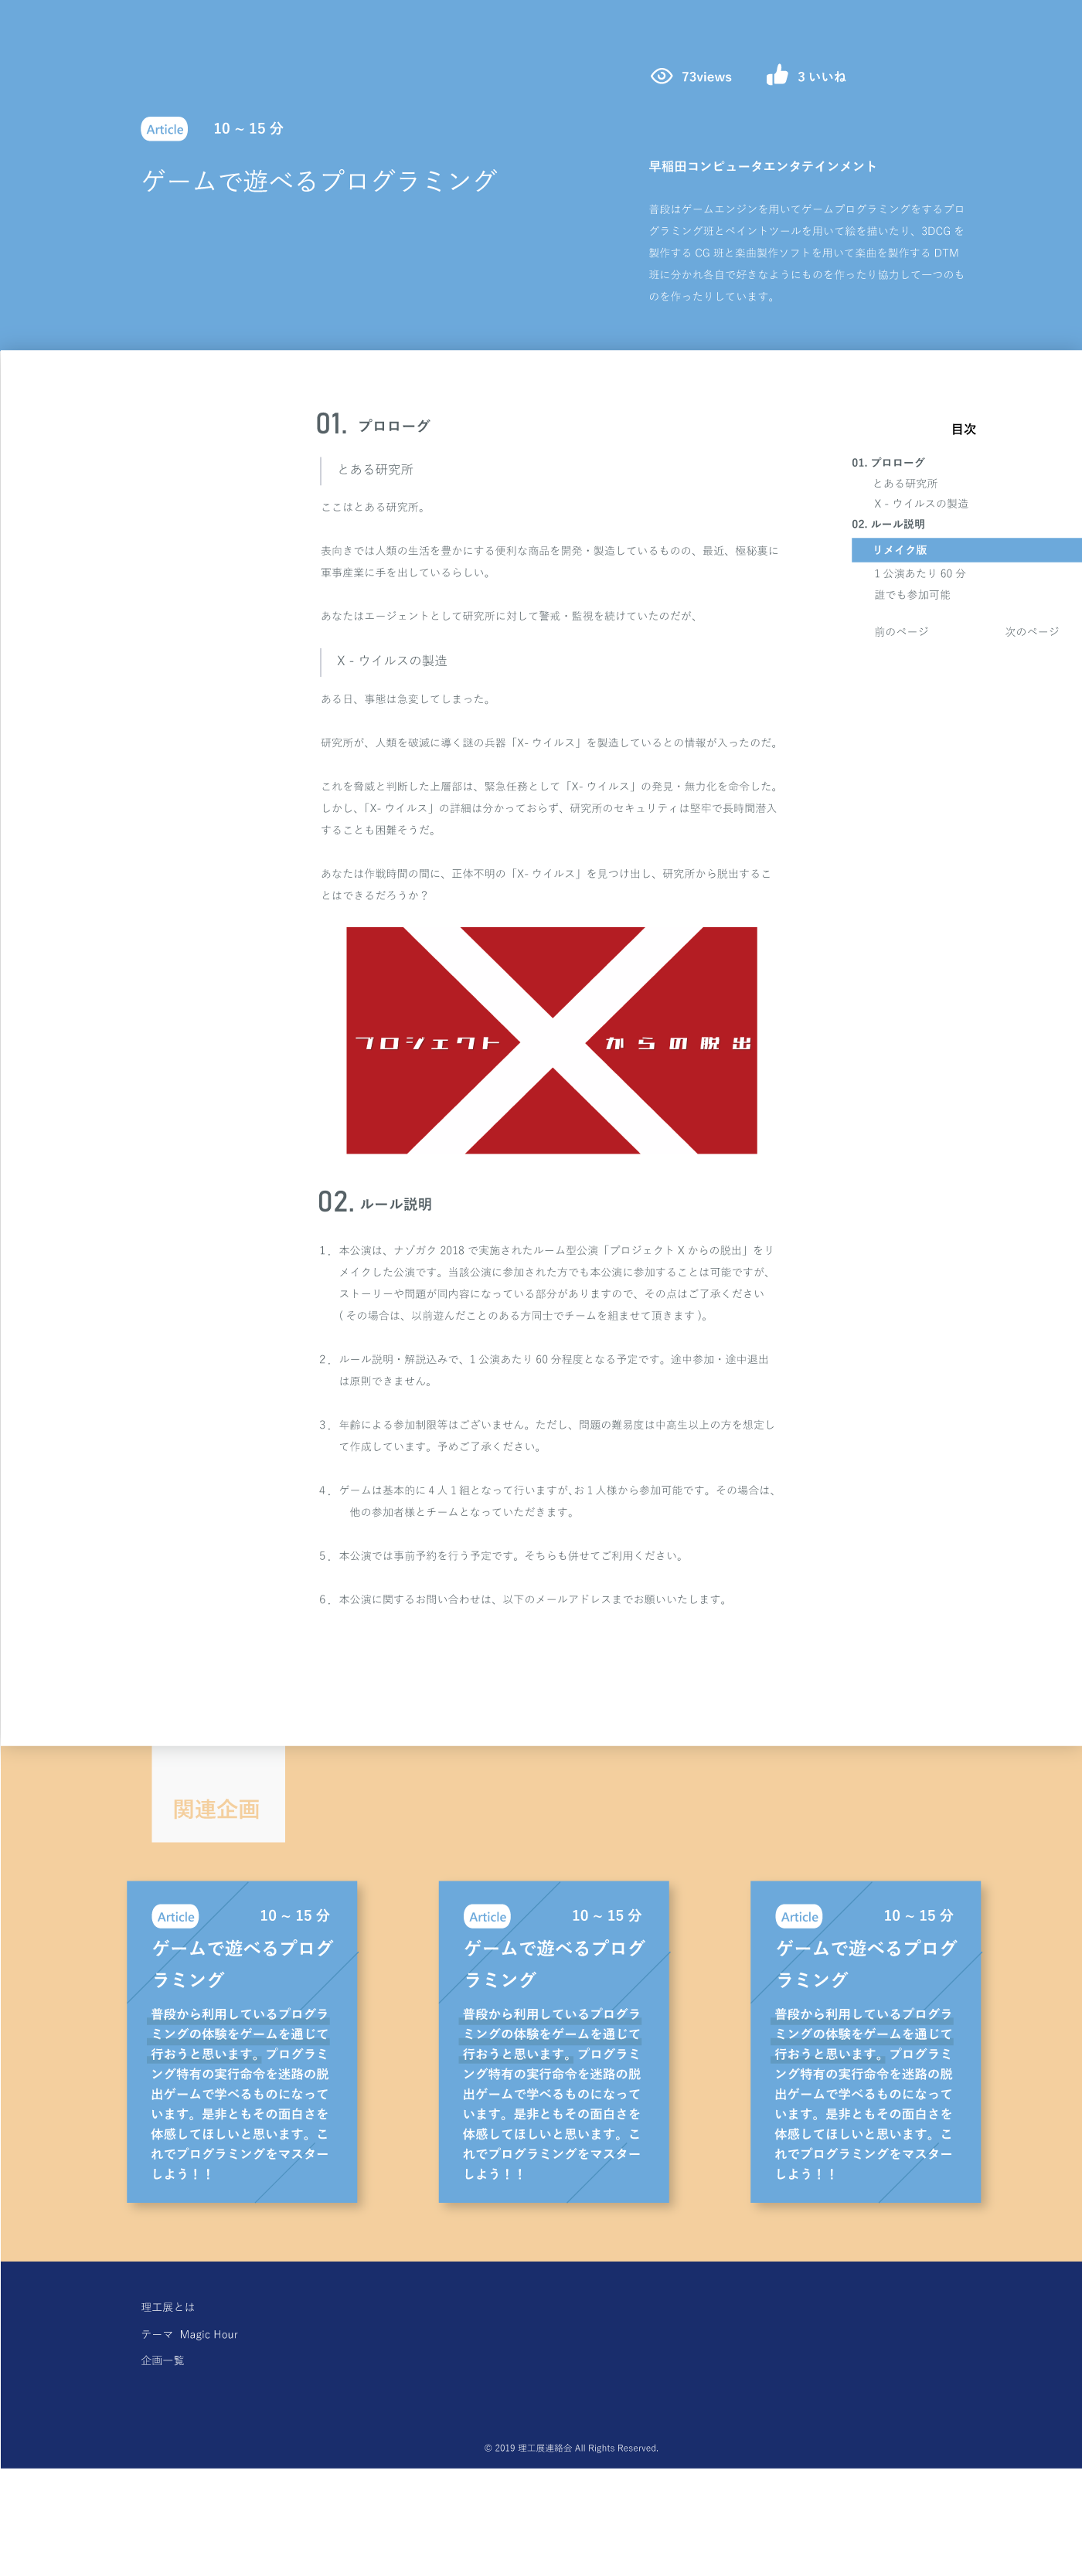 73views
3 いいね
Article
10 ~ 15 分
ゲームで遊べるプログラミング
早稲田コンピュータエンタテインメント
普段はゲームエンジンを用いてゲームプログラミングをするプロ
グラミング班とペイントツールを用いて絵を描いたり、3DCG を
製作する CG 班と楽曲製作ソフトを用いて楽曲を製作する DTM
班に分かれ各自で好きなようにものを作ったり協力して一つのも
のを作ったりしています。
01. プロローグ
とある研究所
ここはとある研究所。
表向きでは人類の生活を豊かにする便利な商品を開発・製造しているものの、最近、極秘裏に
軍事産業に手を出しているらしい。
あなたはエージェントとして研究所に対して警戒・監視を続けていたのだが、
X - ウイルスの製造
ある日、事態は急変してしまった。
研究所が、人類を破滅に導く謎の兵器「X- ウイルス」を製造しているとの情報が入ったのだ。
これを脅威と判断した上層部は、緊急任務として「X- ウイルス」の発見・無力化を命令した。
しかし、「X- ウイルス」の詳細は分かっておらず、研究所のセキュリティは堅牢で長時間潜入
することも困難そうだ。
あなたは作戦時間の間に、正体不明の「X- ウイルス」を見つけ出し、研究所から脱出するこ
とはできるだろうか？
プロジェクト X からの脱出
02. ルール説明
1. 本公演は、ナゾガク 2018 で実施されたルーム型公演「プロジェクト X からの脱出」をリ
メイクした公演です。当該公演に参加された方でも本公演に参加することは可能ですが、
ストーリーや問題が同内容になっている部分がありますので、その点はご了承ください
( その場合は、以前遊んだことのある方同士でチームを組ませて頂きます )。
2. ルール説明・解説込みで、1 公演あたり 60 分程度となる予定です。途中参加・途中退出
は原則できません。
3. 年齢による参加制限等はございません。ただし、問題の難易度は中高生以上の方を想定し
て作成しています。予めご了承ください。
4. ゲームは基本的に 4 人 1 組となって行いますが、お 1 人様から参加可能です。その場合は、
他の参加者様とチームとなっていただきます。
5. 本公演では事前予約を行う予定です。そちらも併せてご利用ください。
6. 本公演に関するお問い合わせは、以下のメールアドレスまでお願いいたします。
目次
01. プロローグ
とある研究所
X - ウイルスの製造
02. ルール説明
リメイク版
1 公演あたり 60 分
誰でも参加可能
前のページ
次のページ
関連企画
Article
10 ~ 15 分
ゲームで遊べるプログ
ラミング
普段から利用しているプログラ
ミングの体験をゲームを通じて
行おうと思います。プログラミ
ング特有の実行命令を迷路の脱
出ゲームで学べるものになって
います。是非ともその面白さを
体感してほしいと思います。こ
れでプログラミングをマスター
しよう！！
Article
10 ~ 15 分
ゲームで遊べるプログ
ラミング
普段から利用しているプログラ
ミングの体験をゲームを通じて
行おうと思います。プログラミ
ング特有の実行命令を迷路の脱
出ゲームで学べるものになって
います。是非ともその面白さを
体感してほしいと思います。こ
れでプログラミングをマスター
しよう！！
Article
10 ~ 15 分
ゲームで遊べるプログ
ラミング
普段から利用しているプログラ
ミングの体験をゲームを通じて
行おうと思います。プログラミ
ング特有の実行命令を迷路の脱
出ゲームで学べるものになって
います。是非ともその面白さを
体感してほしいと思います。こ
れでプログラミングをマスター
しよう！！
理工展とは
テーマ Magic Hour
企画一覧
© 2019 理工展連絡会 All Rights Reserved.